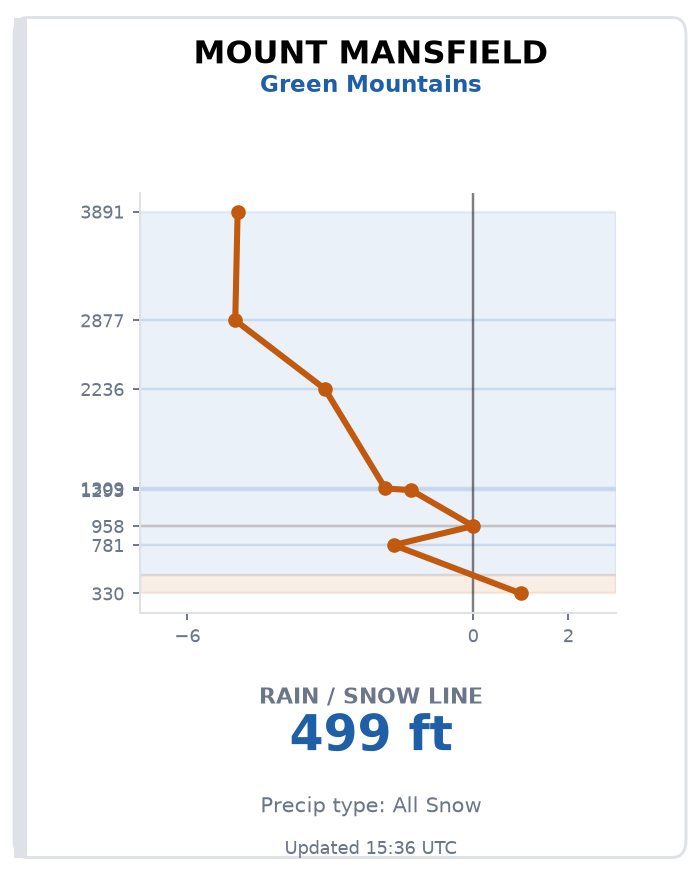 MOUNT MANSFIELD
Green Mountains
3891
2877
2236
958
781
330
−6 0 2
RAIN / SNOW LINE
499 ft
Precip type: All Snow
Updated 15:36 UTC